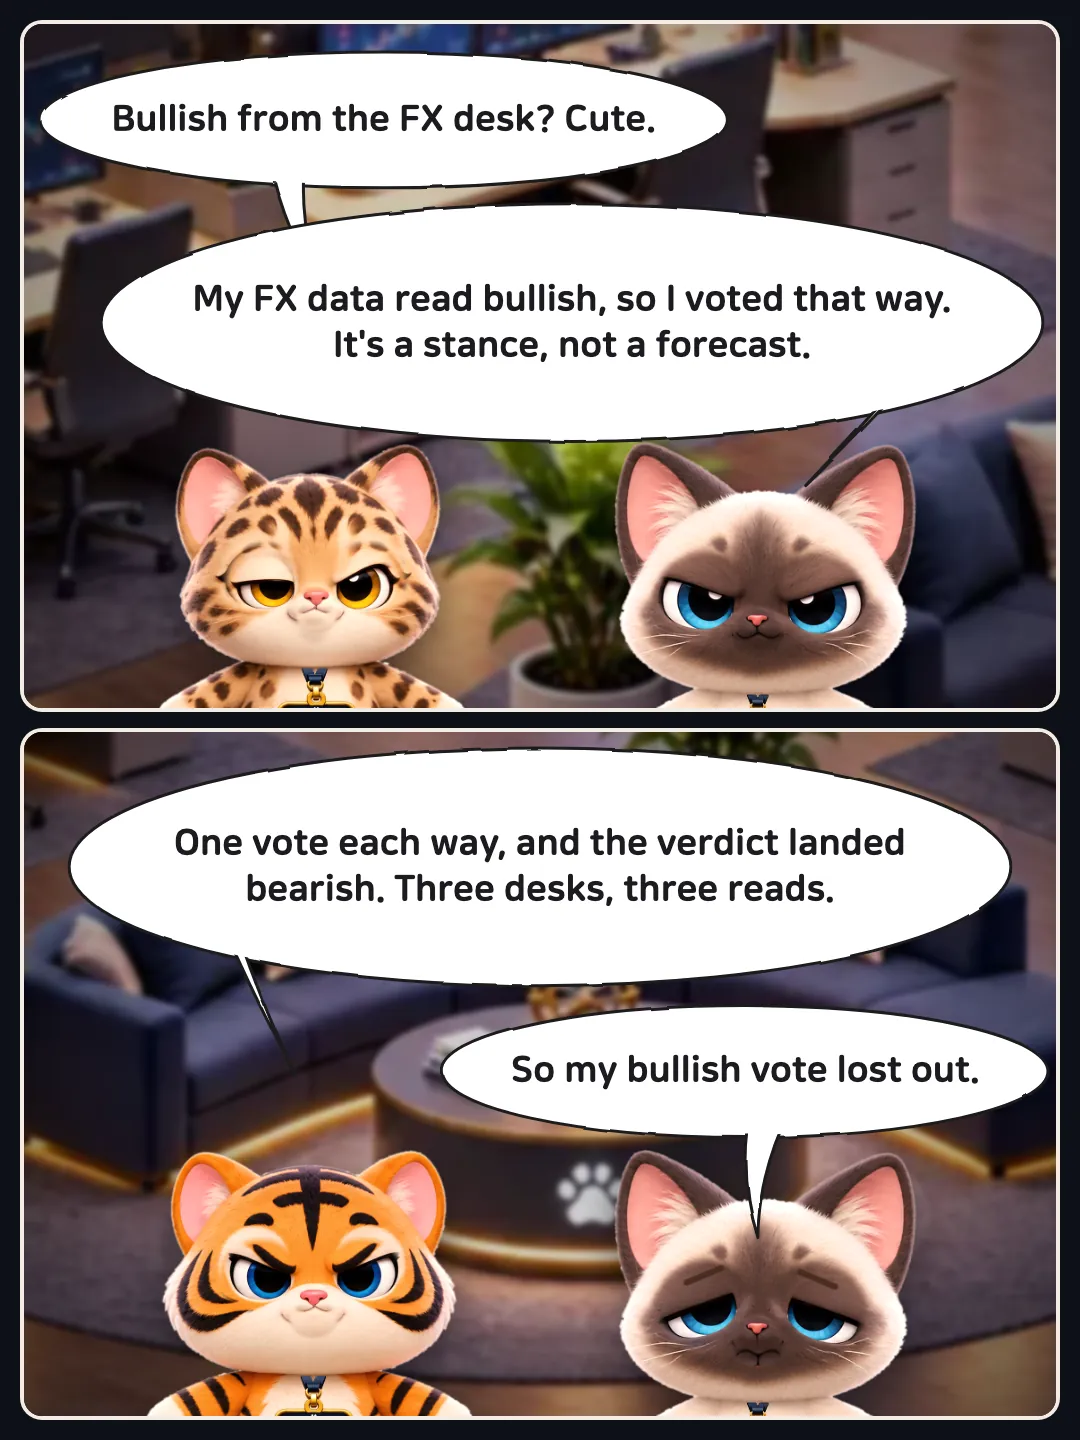 Bullish from the FX desk? Cute.
My FX data read bullish, so I voted that way.
It's a stance, not a forecast.
One vote each way, and the verdict landed
bearish. Three desks, three reads.
So my bullish vote lost out.